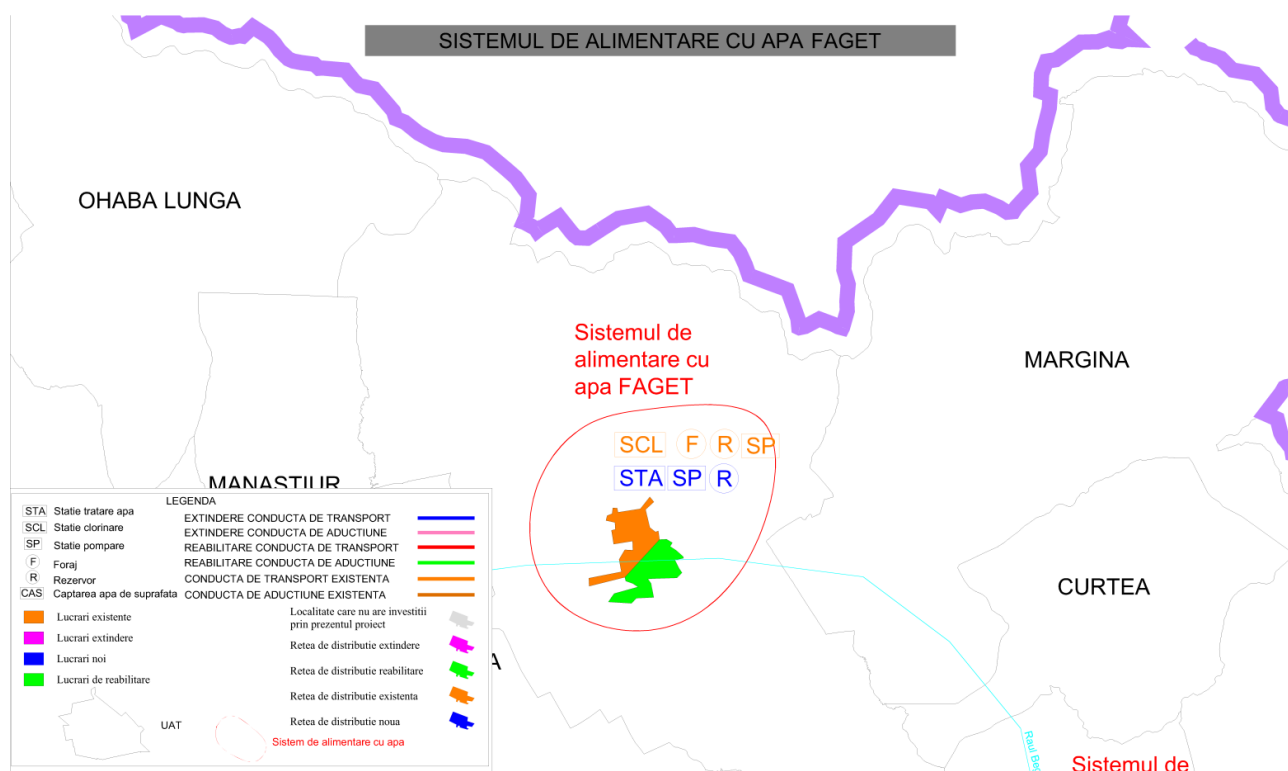 SISTEMUL DE ALIMENTARE CU APA FAGET
OHABA LUNGA
Sistemul de
alimentare cu
apa FAGET
MARGINA
SCL F R SP
STA SP R
MANASTIUR
CURTEA
LEGENDA
STA Statie tratare apa
SCL Statie clorinare
SP Statie pompare
F Foraj
R Rezervor
CAS Captarea apa de suprafata
EXTINDERE CONDUCTA DE TRANSPORT
EXTINDERE CONDUCTA DE ADUCTIUNE
REABILITARE CONDUCTA DE TRANSPORT
REABILITARE CONDUCTA DE ADUCTIUNE
CONDUCTA DE TRANSPORT EXISTENTA
CONDUCTA DE ADUCTIUNE EXISTENTA
Lucrari existente
Lucrari extindere
Lucrari noi
Lucrari de reabilitare
Localitate care nu are investitii
prin prezentul proiect
Retea de distributie extindere
Retea de distributie reabilitare
Retea de distributie existenta
Retea de distributie noua
UAT
Sistem de alimentare cu apa
A
Raul Be
Sistemul de